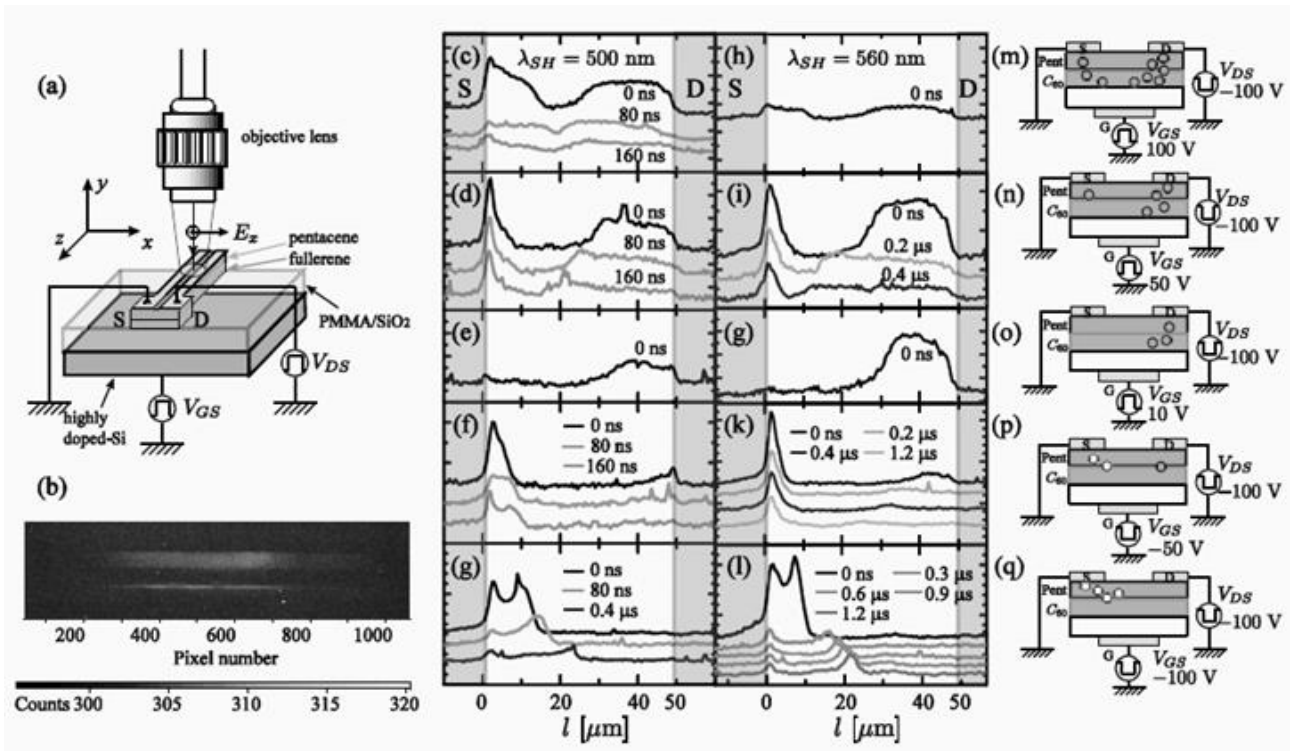 (a)
objective lens
y
z
x
E_x
pentacene
fullerene
S
D
PMMA/SiO2
V_DS
V_GS
highly
doped-Si
(b)
200 400 600 800 1000
Pixel number
Counts 300 305 310 315 320
(c)
λ_SH = 500 nm
S
D
0 ns
80 ns
160 ns
(d)
0 ns
80 ns
160 ns
(e)
0 ns
(f)
0 ns
80 ns
160 ns
(g)
0 ns
80 ns
0.4 μs
0 20 40
l [μm]
(h)
λ_SH = 560 nm
S
D
0 ns
(i)
0 ns
0.2 μs
0.4 μs
(g)
0 ns
(k)
0 ns 0.2 μs
0.4 μs 1.2 μs
(l)
0 ns 0.3 μs
0.6 μs 0.9 μs
1.2 μs
0 20 40 50
l [μm]
(m)
S D
Pent
C60
V_DS
−100 V
G
V_GS
100 V
(n)
S D
Pent
C60
V_DS
−100 V
G
V_GS
50 V
(o)
Pent
C60
V_DS
−100 V
G
V_GS
10 V
(p)
S D
Pent
C60
V_DS
−100 V
G
V_GS
−50 V
(q)
S D
Pent
C60
V_DS
−100 V
G
V_GS
−100 V